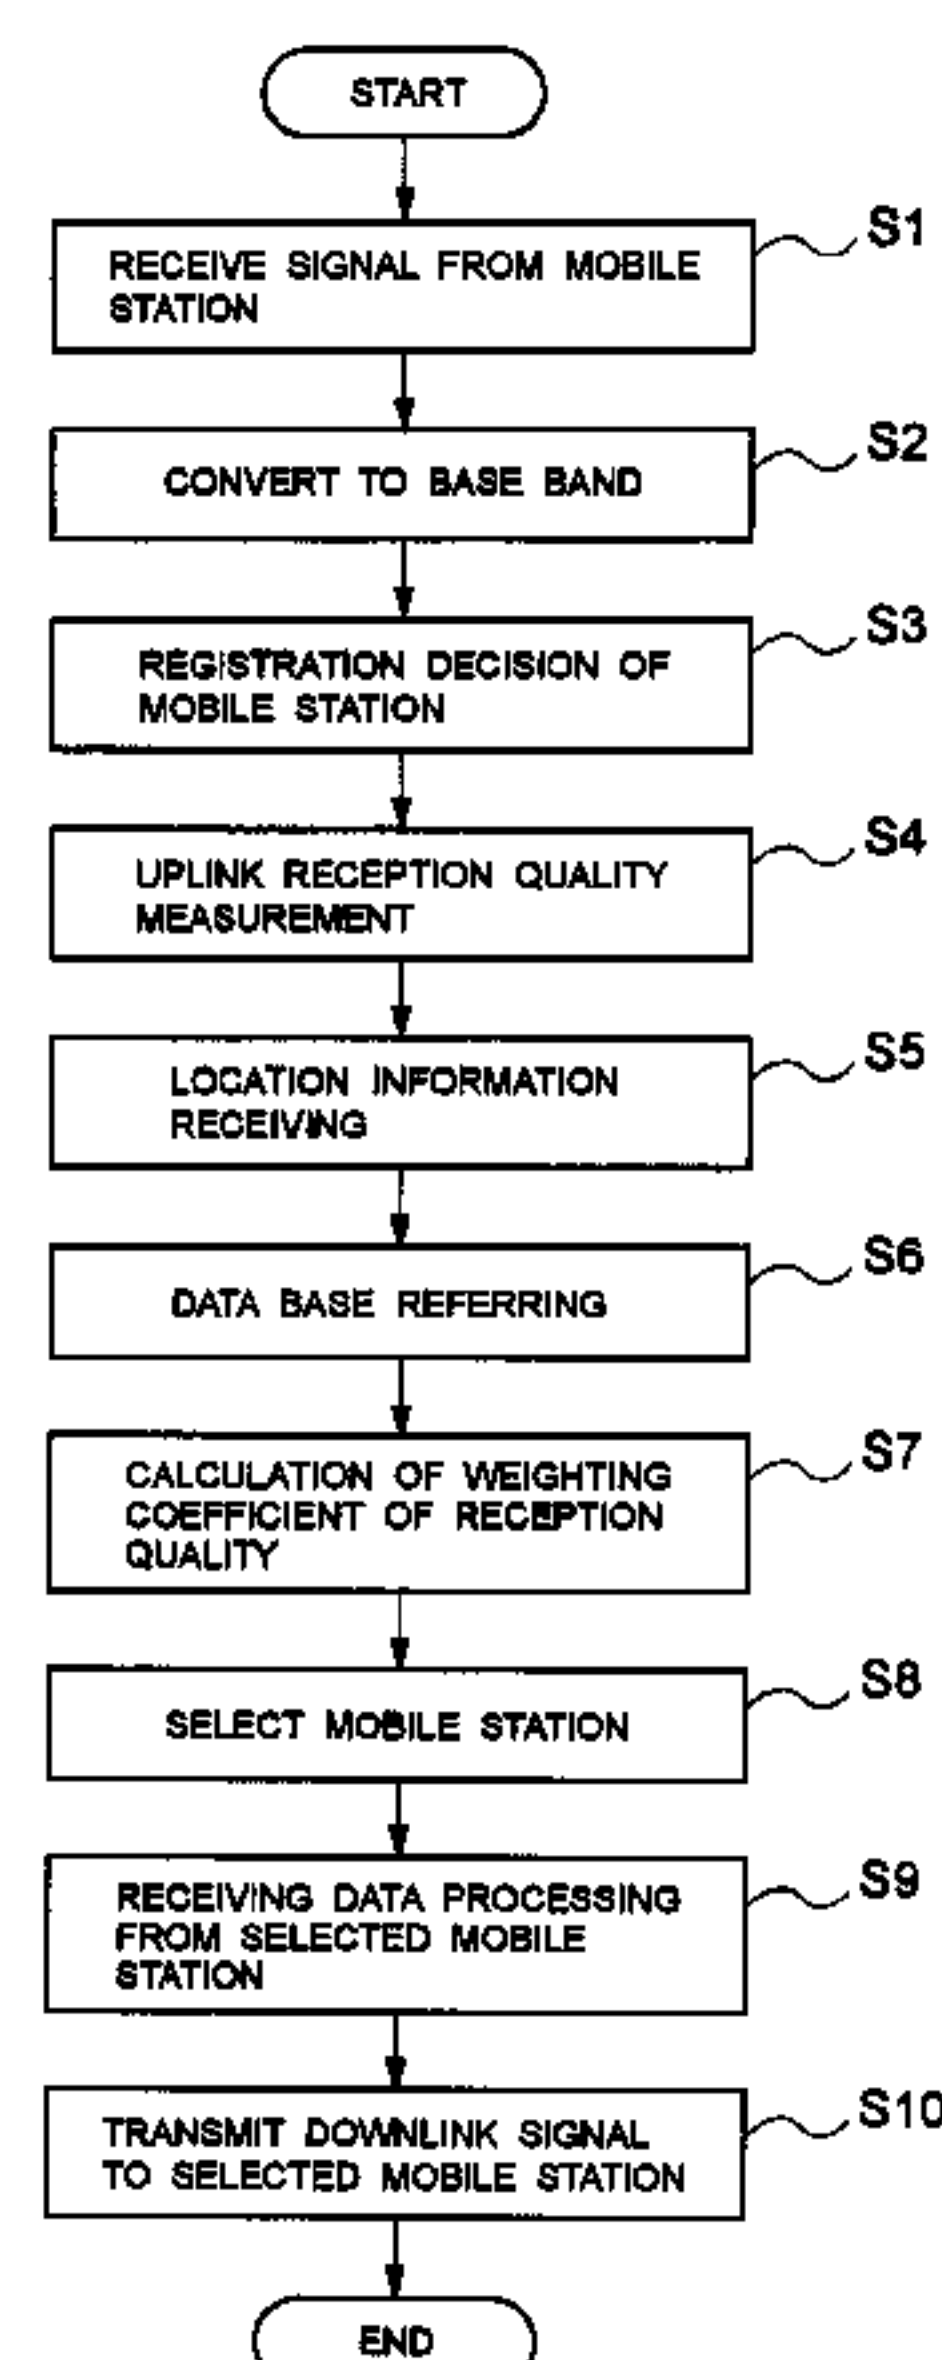 START
S1
RECEIVE SIGNAL FROM MOBILE
STATION
S2
CONVERT TO BASE BAND
S3
REGISTRATION DECISION OF
MOBILE STATION
S4
UPLINK RECEPTION QUALITY
MEASUREMENT
S5
LOCATION INFORMATION
RECEIVING
S6
DATA BASE REFERRING
S7
CALCULATION OF WEIGHTING
COEFFICIENT OF RECEPTION
QUALITY
S8
SELECT MOBILE STATION
S9
RECEIVING DATA PROCESSING
FROM SELECTED MOBILE
STATION
S10
TRANSMIT DOWNLINK SIGNAL
TO SELECTED MOBILE STATION
END